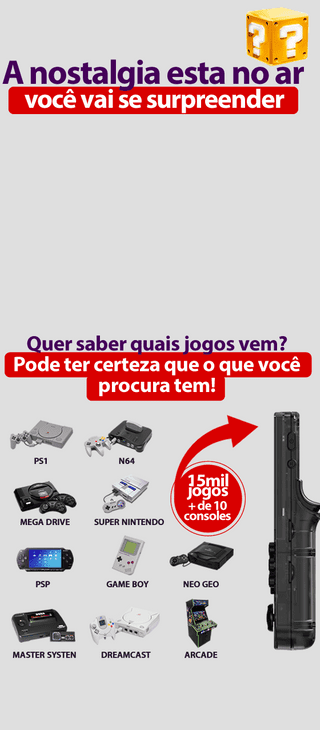 ? ?
A nostalgia esta no ar
você vai se surpreender
Quer saber quais jogos vem?
Pode ter certeza que o que você
procura tem!
15mil
jogos
+ de 10
consoles
PS1
N64
MEGA DRIVE
SUPER NINTENDO
PSP
GAME BOY
NEO GEO
MASTER SYSTEN
DREAMCAST
ARCADE